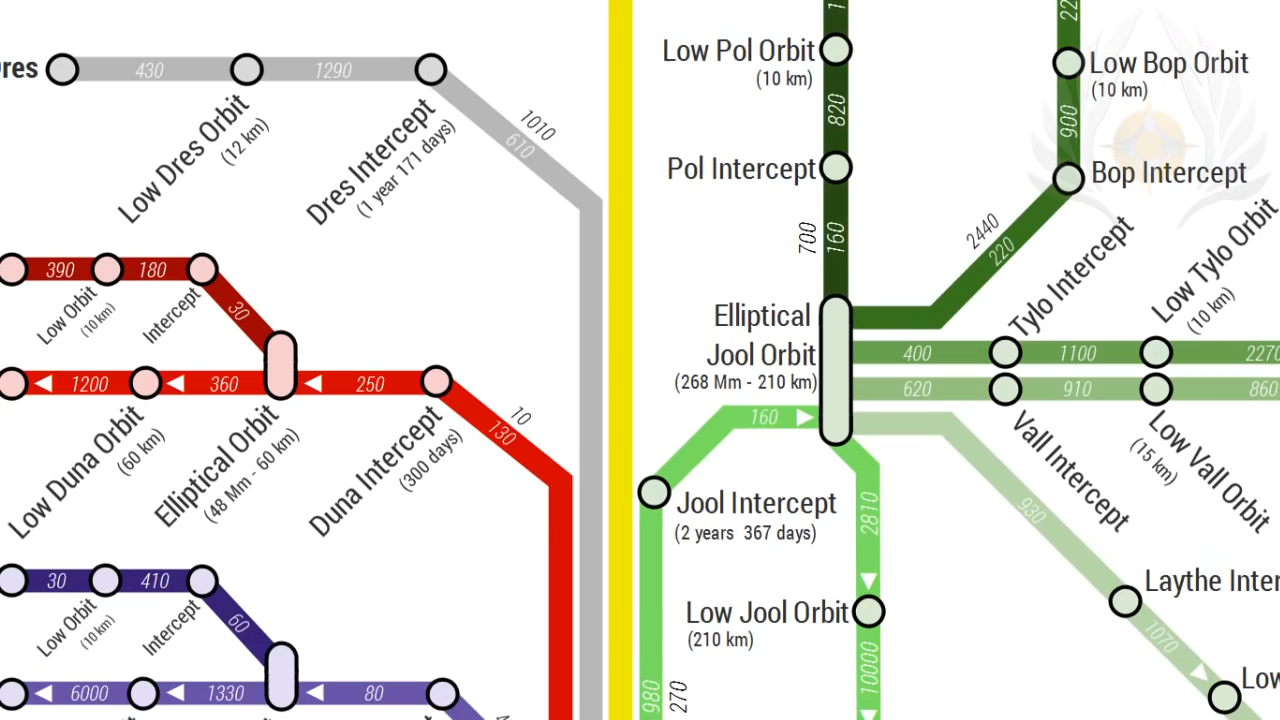 Dres
430
1290
1010
610
Low Dres Orbit
(12 km)
Dres Intercept
(1 year 171 days)
390
180
30
Low Orbit
(10 km)
Intercept
1200
360
250
10
130
Low Duna Orbit
(60 km)
Elliptical Orbit
(48 Mm - 60 km)
Duna Intercept
(300 days)
30
410
60
Low Orbit
(10 km)
Intercept
6000
1330
80
Low Pol Orbit
(10 km)
820
Pol Intercept
700
160
22
Low Bop Orbit
(10 km)
900
Bop Intercept
2440
220
Elliptical
Jool Orbit
(268 Mm - 210 km)
400
1100
2270
Tylo Intercept
Low Tylo Orbit
(10 km)
620
910
860
Vall Intercept
Low Vall Orbit
(15 km)
160
Jool Intercept
(2 years 367 days)
2810
930
Laythe Inter
1070
Low Jool Orbit
(210 km)
10000
Low
980
270